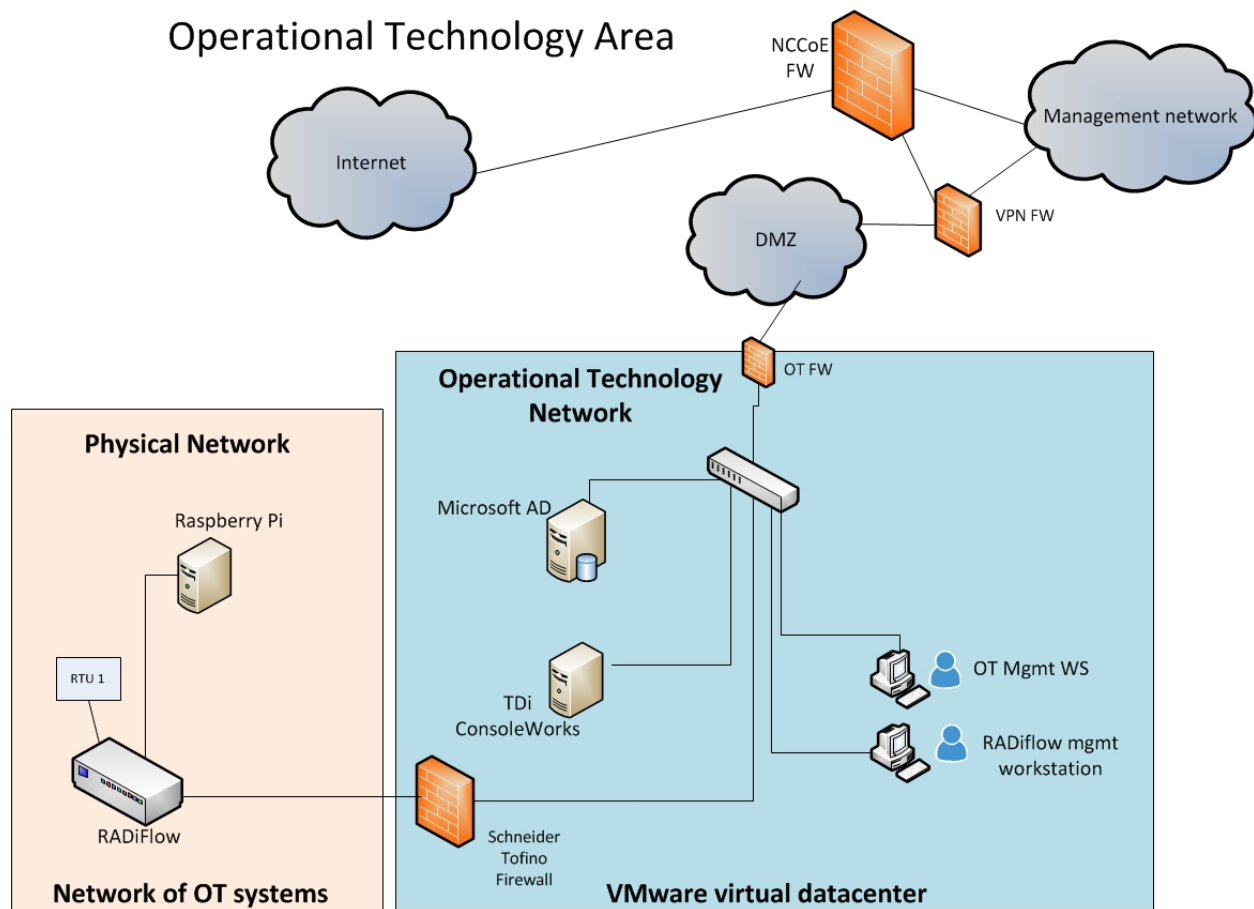 Operational Technology Area
NCCoE
FW
Internet
Management network
VPN FW
DMZ
OT FW
Operational Technology
Network
Physical Network
Microsoft AD
Raspberry Pi
RTU 1
TDi
ConsoleWorks
OT Mgmt WS
RADiflow mgmt
workstation
RADiFlow
Schneider
Tofino
Firewall
Network of OT systems
VMware virtual datacenter